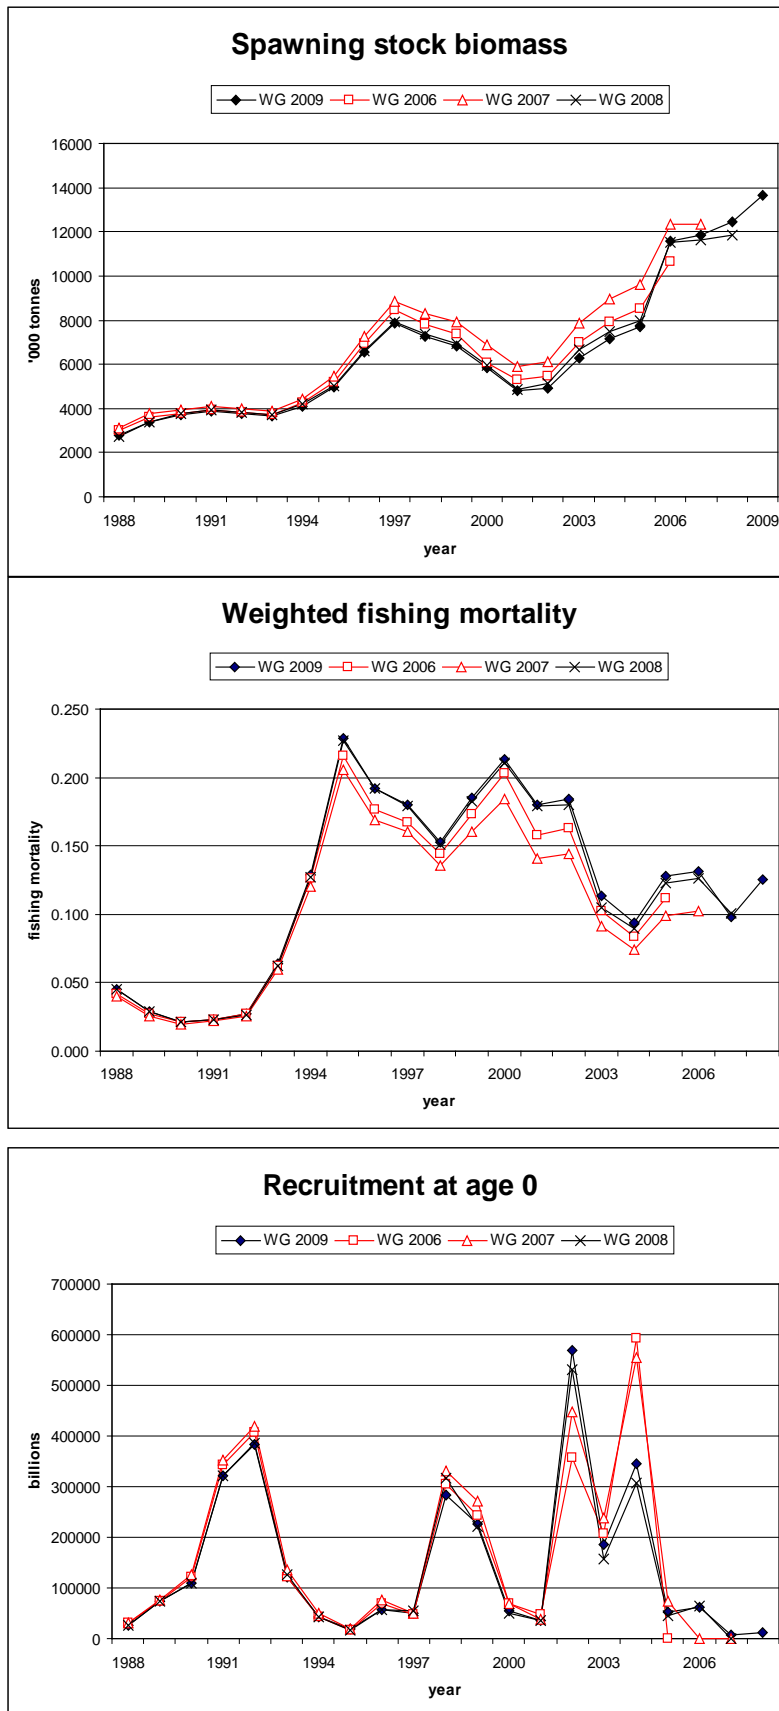 Spawning stock biomass
WG 2009 WG 2006 WG 2007 WG 2008
16000
14000
12000
10000
8000
6000
4000
2000
0
'000 tonnes
1988 1991 1994 1997 2000 2003 2006 2009
year
Weighted fishing mortality
WG 2009 WG 2006 WG 2007 WG 2008
0.250
0.200
0.150
0.100
0.050
0.000
fishing mortality
1988 1991 1994 1997 2000 2003 2006
year
Recruitment at age 0
WG 2009 WG 2006 WG 2007 WG 2008
700000
600000
500000
400000
300000
200000
100000
0
billions
1988 1991 1994 1997 2000 2003 2006
year